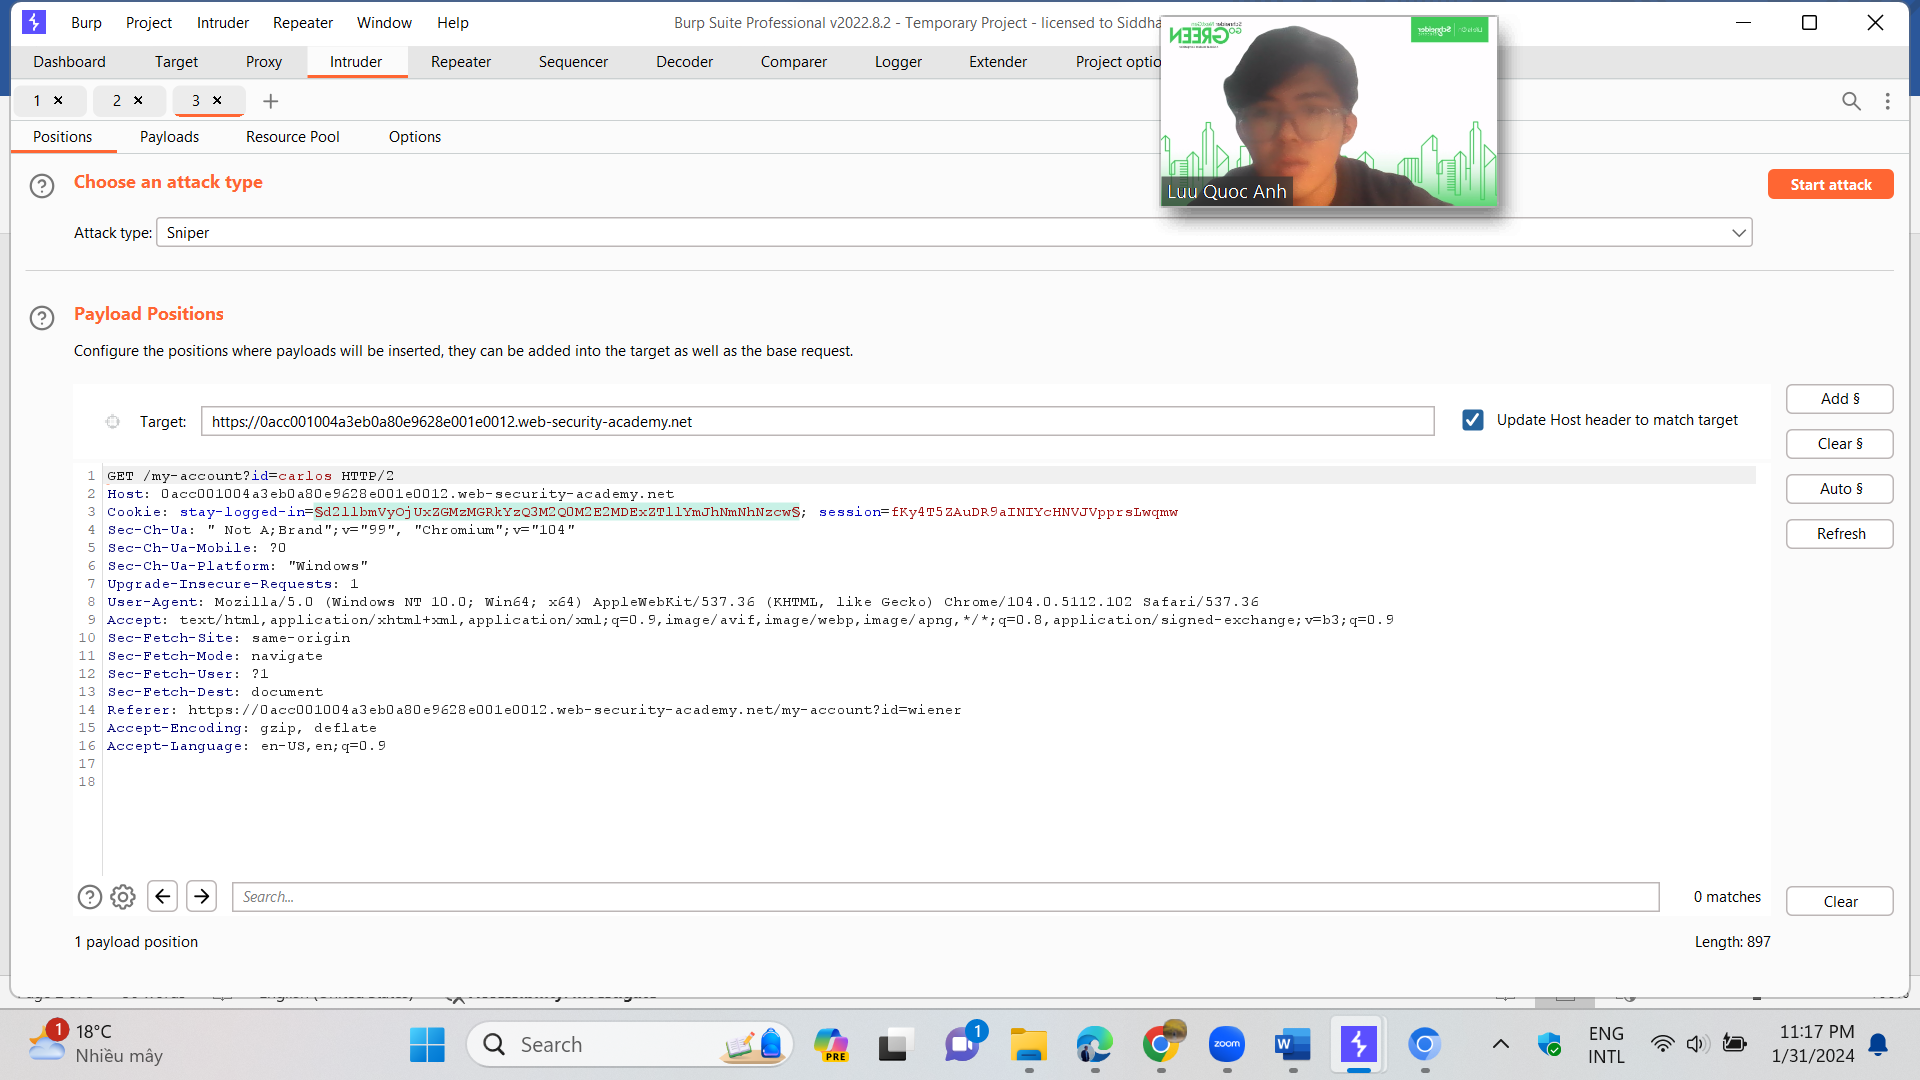 Burp Project Intruder Repeater Window Help Burp Suite Professional v2022.8.2 - Temporary Project - licensed to Siddha
Dashboard Target Proxy Intruder Repeater Sequencer Decoder Comparer Logger Extender Project optio
1 × 2 × 3 × +
Positions Payloads Resource Pool Options
GO GREEN
Schneider
Luu Quoc Anh
Choose an attack type
Start attack
Attack type: Sniper
Payload Positions
Configure the positions where payloads will be inserted, they can be added into the target as well as the base request.
Target: https://0acc001004a3eb0a80e9628e001e0012.web-security-academy.net
Update Host header to match target
Add §
Clear §
Auto §
Refresh
1 GET /my-account?id=carlos HTTP/2
2 Host: 0acc001004a3eb0a80e9628e001e0012.web-security-academy.net
3 Cookie: stay-logged-in=§d2llbmVyOjUxZGMzMGRkYzQ3M2Q0M2E2MDExZTllYmJhNmNhNzcw§; session=fKy4T5ZAuDR9aINIYcHNVJVpprsLwqmw
4 Sec-Ch-Ua: " Not A;Brand";v="99", "Chromium";v="104"
5 Sec-Ch-Ua-Mobile: ?0
6 Sec-Ch-Ua-Platform: "Windows"
7 Upgrade-Insecure-Requests: 1
8 User-Agent: Mozilla/5.0 (Windows NT 10.0; Win64; x64) AppleWebKit/537.36 (KHTML, like Gecko) Chrome/104.0.5112.102 Safari/537.36
9 Accept: text/html,application/xhtml+xml,application/xml;q=0.9,image/avif,image/webp,image/apng,*/*;q=0.8,application/signed-exchange;v=b3;q=0.9
10 Sec-Fetch-Site: same-origin
11 Sec-Fetch-Mode: navigate
12 Sec-Fetch-User: ?1
13 Sec-Fetch-Dest: document
14 Referer: https://0acc001004a3eb0a80e9628e001e0012.web-security-academy.net/my-account?id=wiener
15 Accept-Encoding: gzip, deflate
16 Accept-Language: en-US,en;q=0.9
17
18
Search...
0 matches
Clear
1 payload position
Length: 897
1
18°C
Nhiều mây
Search
PRE
1
zoom
W
ENG
INTL
11:17 PM
1/31/2024